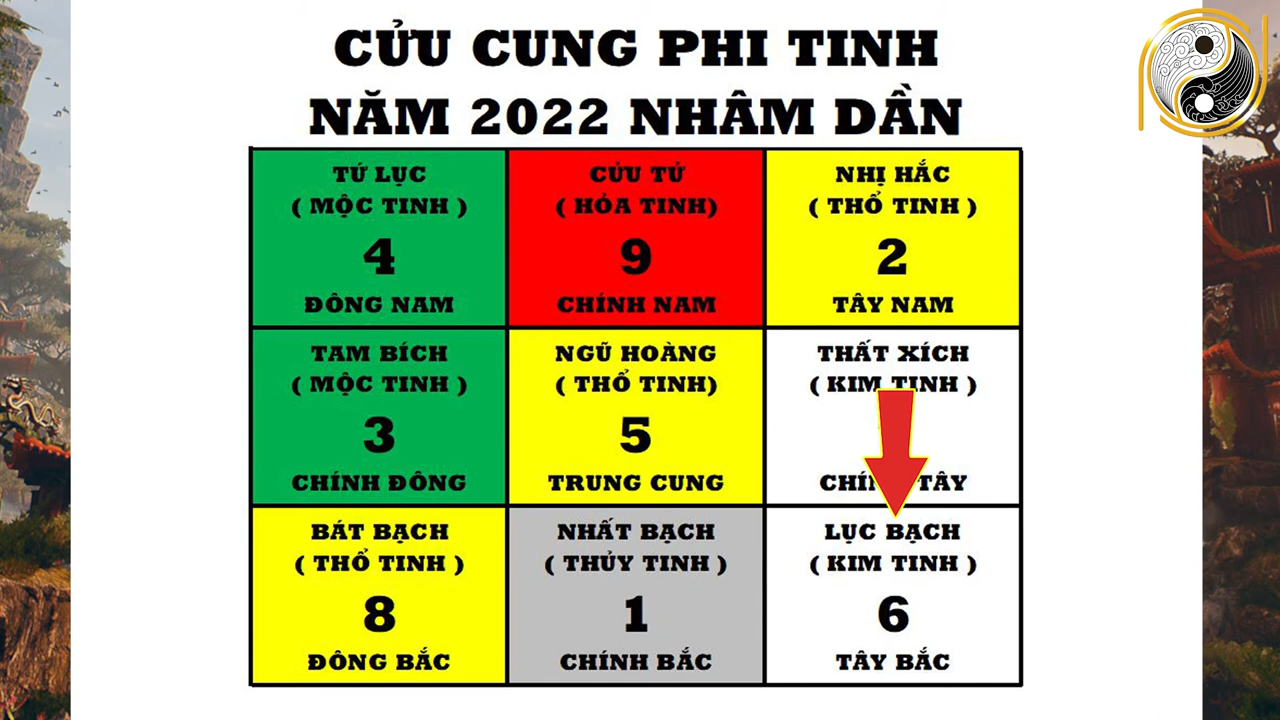 CỬU CUNG PHI TINH
NĂM 2022 NHÂM DẦN
TỨ LỤC
( MỘC TINH )
4
ĐÔNG NAM
CỬU TỬ
( HỎA TINH)
9
CHÍNH NAM
NHỊ HẮC
( THỔ TINH )
2
TÂY NAM
TAM BÍCH
( MỘC TINH )
3
CHÍNH ĐÔNG
NGŨ HOÀNG
( THỔ TINH)
5
TRUNG CUNG
THẤT XÍCH
( KIM TINH )
TÂY
BÁT BẠCH
( THỔ TINH )
8
ĐÔNG BẮC
NHẤT BẠCH
( THỦY TINH )
1
CHÍNH BẮC
LỤC BẠCH
( KIM TINH )
6
TÂY BẮC